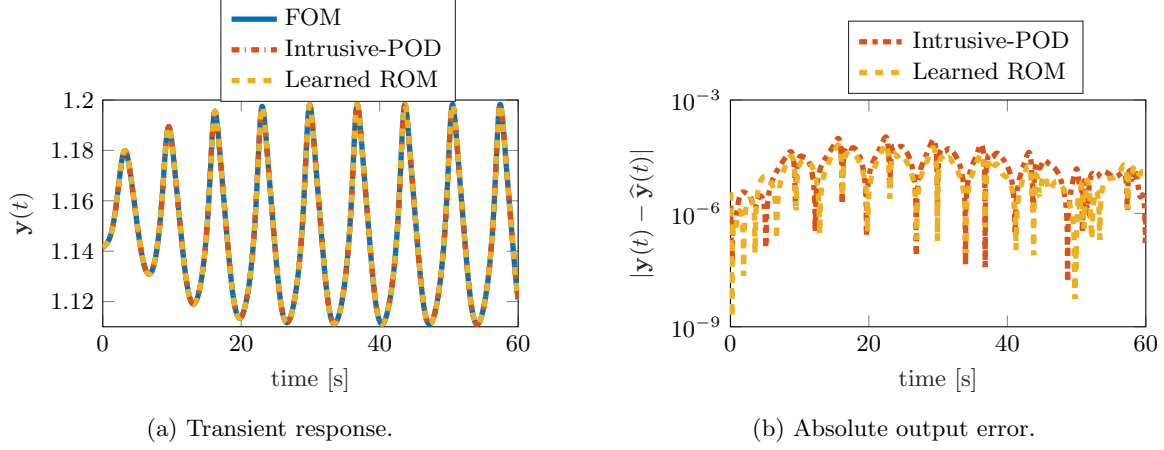 FOM
Intrusive-POD
Learned ROM
1.2
1.18
1.16
1.14
1.12
y(t)
0 20 40 60
time [s]
(a) Transient response.
Intrusive-POD
Learned ROM
10⁻³
10⁻⁶
10⁻⁹
|y(t) − ŷ(t)|
0 20 40 60
time [s]
(b) Absolute output error.